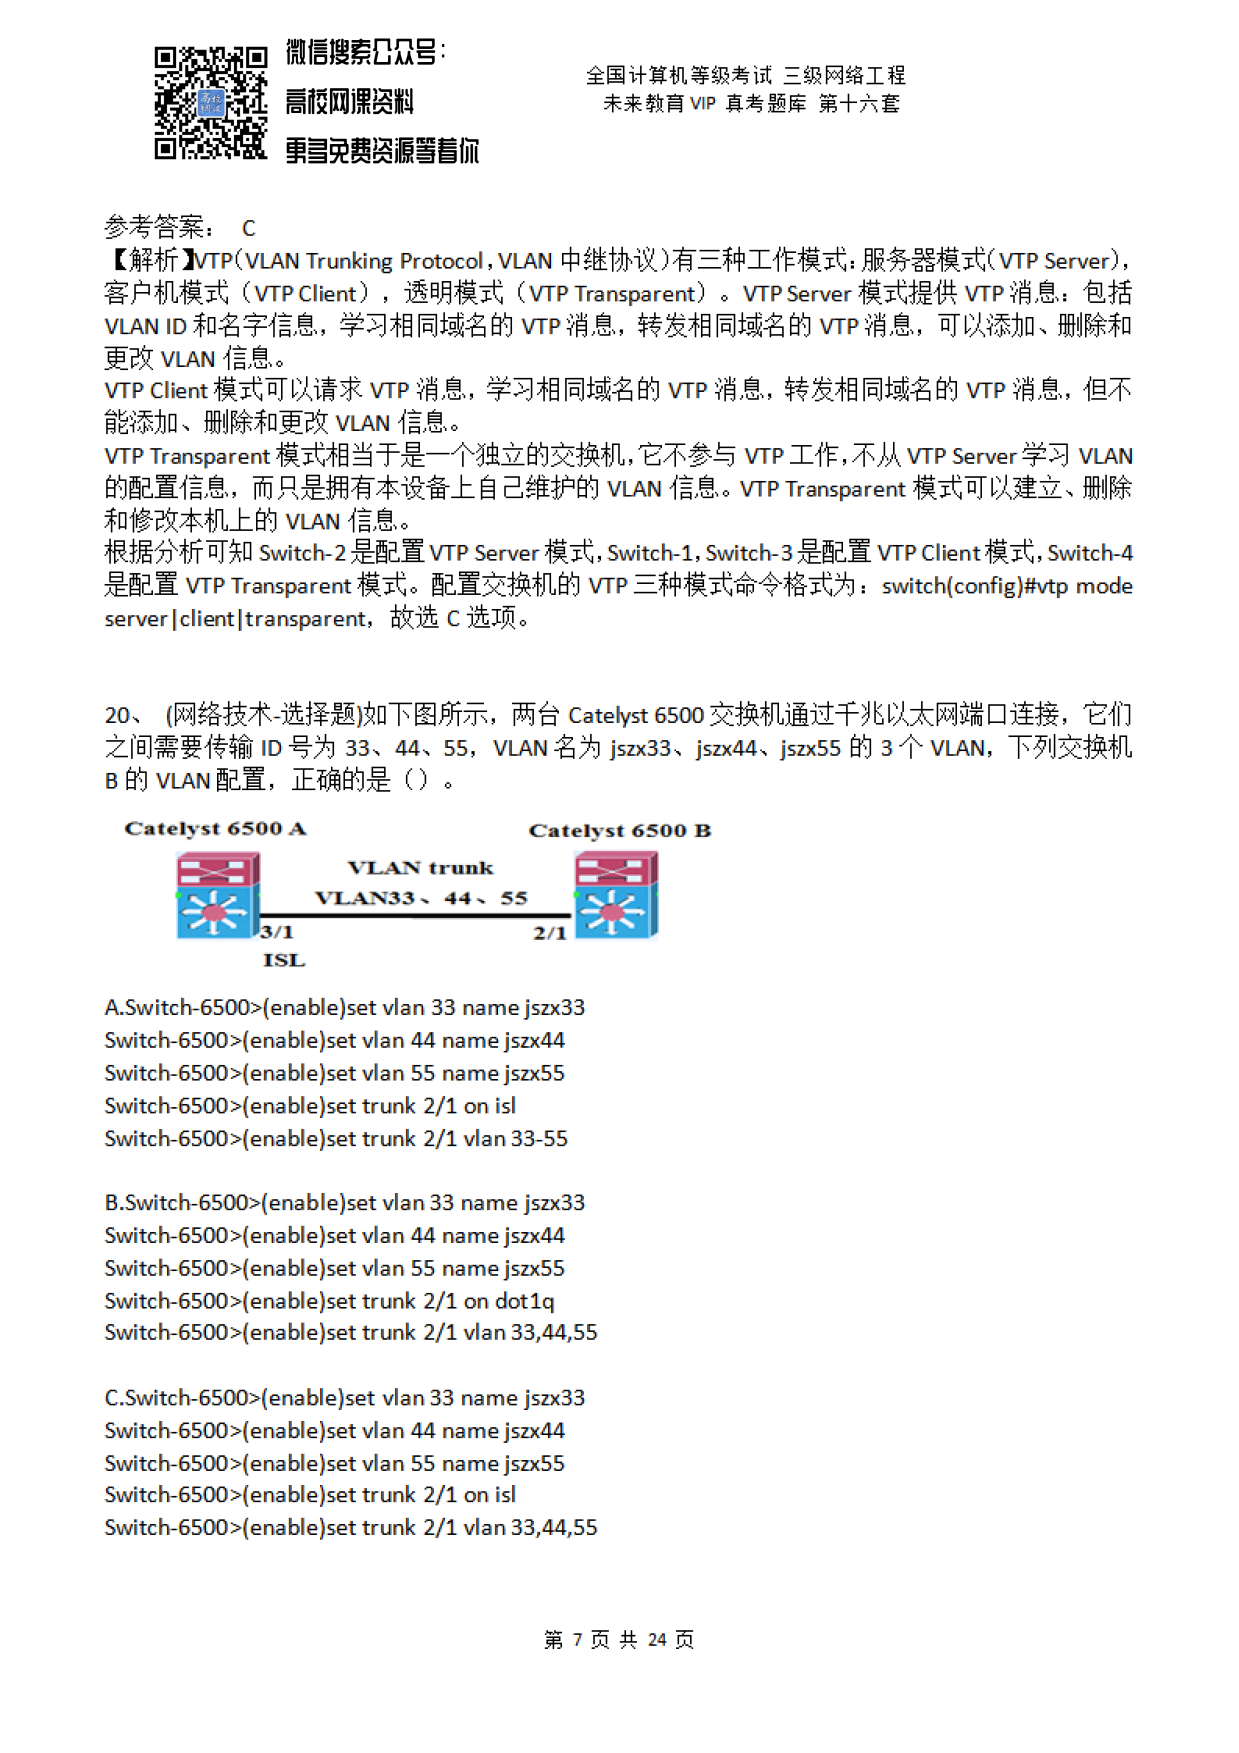 微信搜索公众号：
高校网课资料
更多免费资源等着你
全国计算机等级考试 三级网络工程
未来教育 VIP 真考题库 第十六套
参考答案： C
【解析】VTP（VLAN Trunking Protocol，VLAN 中继协议）有三种工作模式：服务器模式（VTP Server），
客户机模式（VTP Client），透明模式（VTP Transparent）。VTP Server 模式提供 VTP 消息：包括
VLAN ID 和名字信息，学习相同域名的 VTP 消息，转发相同域名的 VTP 消息，可以添加、删除和
更改 VLAN 信息。
VTP Client 模式可以请求 VTP 消息，学习相同域名的 VTP 消息，转发相同域名的 VTP 消息，但不
能添加、删除和更改 VLAN 信息。
VTP Transparent 模式相当于是一个独立的交换机，它不参与 VTP 工作，不从 VTP Server 学习 VLAN
的配置信息，而只是拥有本设备上自己维护的 VLAN 信息。VTP Transparent 模式可以建立、删除
和修改本机上的 VLAN 信息。
根据分析可知 Switch-2 是配置 VTP Server 模式，Switch-1，Switch-3 是配置 VTP Client 模式，Switch-4
是配置 VTP Transparent 模式。配置交换机的 VTP 三种模式命令格式为：switch(config)#vtp mode
server|client|transparent，故选 C 选项。
20、 (网络技术-选择题)如下图所示，两台 Catelyst 6500 交换机通过千兆以太网端口连接，它们
之间需要传输 ID 号为 33、44、55，VLAN 名为 jszx33、jszx44、jszx55 的 3 个 VLAN，下列交换机
B 的 VLAN 配置，正确的是（）。
Catelyst 6500 A
Catelyst 6500 B
VLAN trunk
VLAN33、44、55
3/1
2/1
ISL
A.Switch-6500>(enable)set vlan 33 name jszx33
Switch-6500>(enable)set vlan 44 name jszx44
Switch-6500>(enable)set vlan 55 name jszx55
Switch-6500>(enable)set trunk 2/1 on isl
Switch-6500>(enable)set trunk 2/1 vlan 33-55
B.Switch-6500>(enable)set vlan 33 name jszx33
Switch-6500>(enable)set vlan 44 name jszx44
Switch-6500>(enable)set vlan 55 name jszx55
Switch-6500>(enable)set trunk 2/1 on dot1q
Switch-6500>(enable)set trunk 2/1 vlan 33,44,55
C.Switch-6500>(enable)set vlan 33 name jszx33
Switch-6500>(enable)set vlan 44 name jszx44
Switch-6500>(enable)set vlan 55 name jszx55
Switch-6500>(enable)set trunk 2/1 on isl
Switch-6500>(enable)set trunk 2/1 vlan 33,44,55
第 7 页 共 24 页